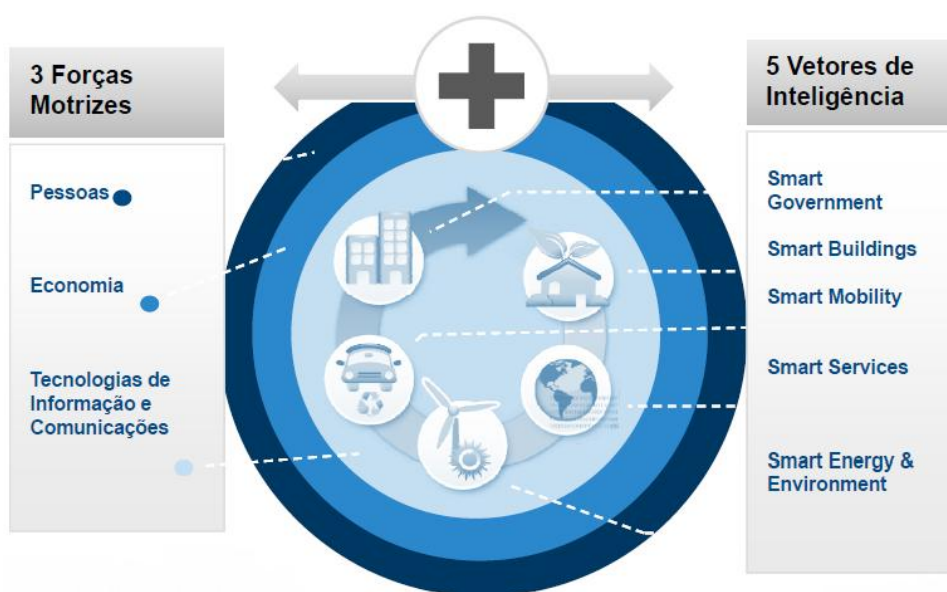 3 Forças
Motrizes
Pessoas
Economia
Tecnologias de
Informação e
Comunicações
5 Vetores de
Inteligência
Smart
Government
Smart Buildings
Smart Mobility
Smart Services
Smart Energy &
Environment